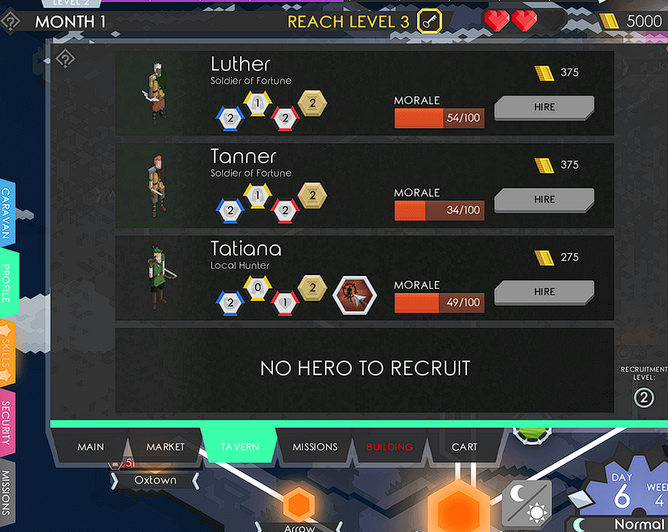 LEVEL 2
MONTH 1
REACH LEVEL 3
5000
Luther
Soldier of Fortune
2
1
2
2
MORALE
54/100
375
HIRE
Tanner
Soldier of Fortune
2
1
2
2
MORALE
34/100
375
HIRE
Tatiana
Local Hunter
2
0
1
2
MORALE
49/100
275
HIRE
NO HERO TO RECRUIT
RECRUITMENT
LEVEL:
2
CARAVAN
PROFILE
SKILLS
SECURITY
MISSIONS
MAIN
MARKET
TAVERN
MISSIONS
BUILDING
CART
Oxtown
Arrow
DAY
6
WEE
4
Normal